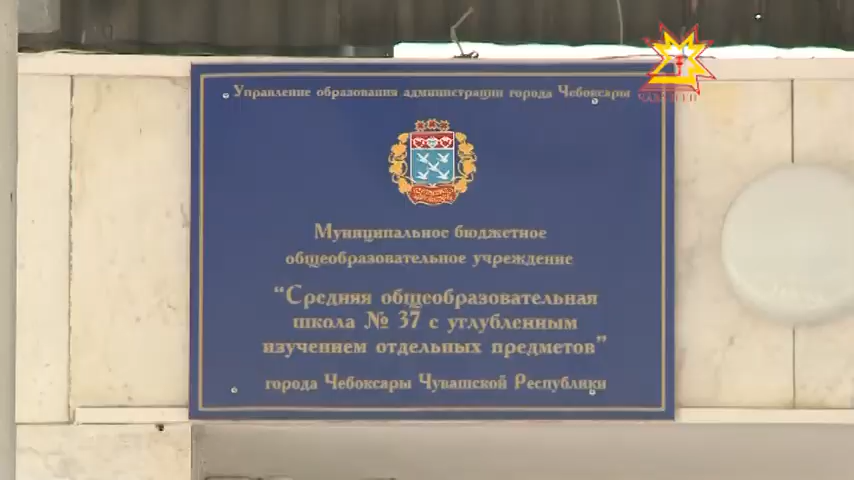 Управление образования администрации города Чебоксары
Муниципальное бюджетное
общеобразовательное учреждение
"Средняя общеобразовательная
школа № 37 с углубленным
изучением отдельных предметов"
города Чебоксары Чувашской Республики